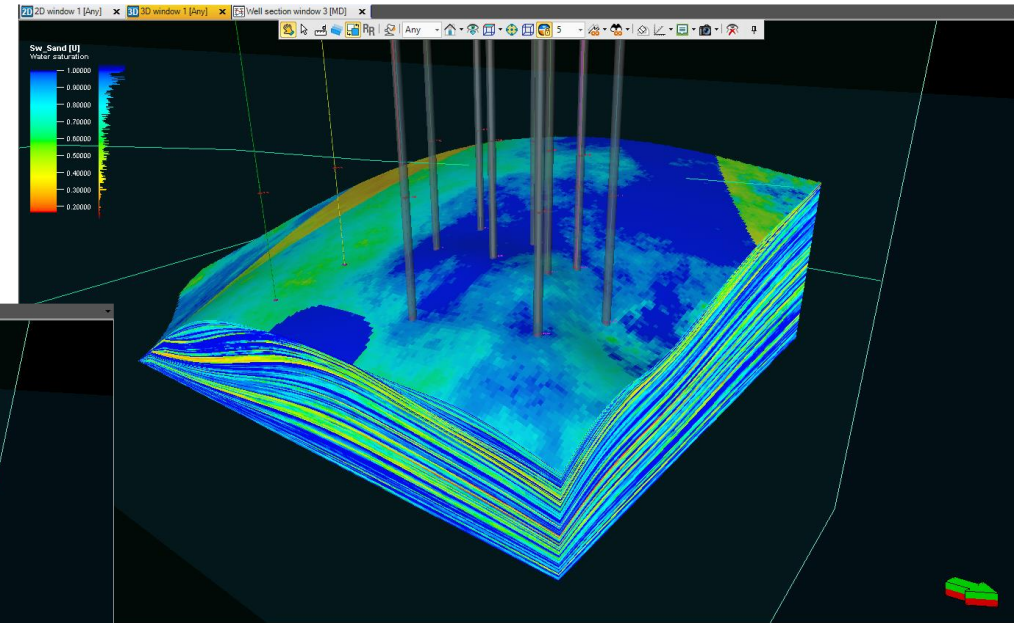 2D 2D window 1 [Any] X 3D 3D window 1 [Any] X Well section window 3 [MD] X
Any 5
Sw_Sand [U]
Water saturation
1.00000
0.90000
0.80000
0.70000
0.60000
0.50000
0.40000
0.30000
0.20000